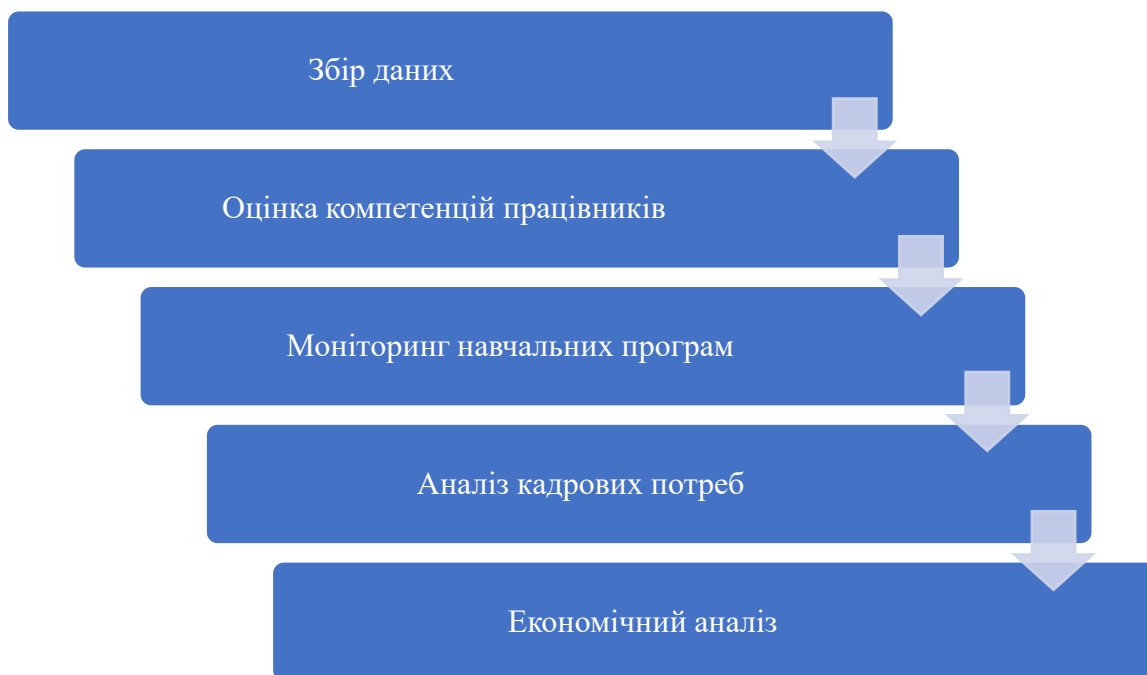 Збір даних
Оцінка компетенцій працівників
Моніторинг навчальних програм
Аналіз кадрових потреб
Економічний аналіз